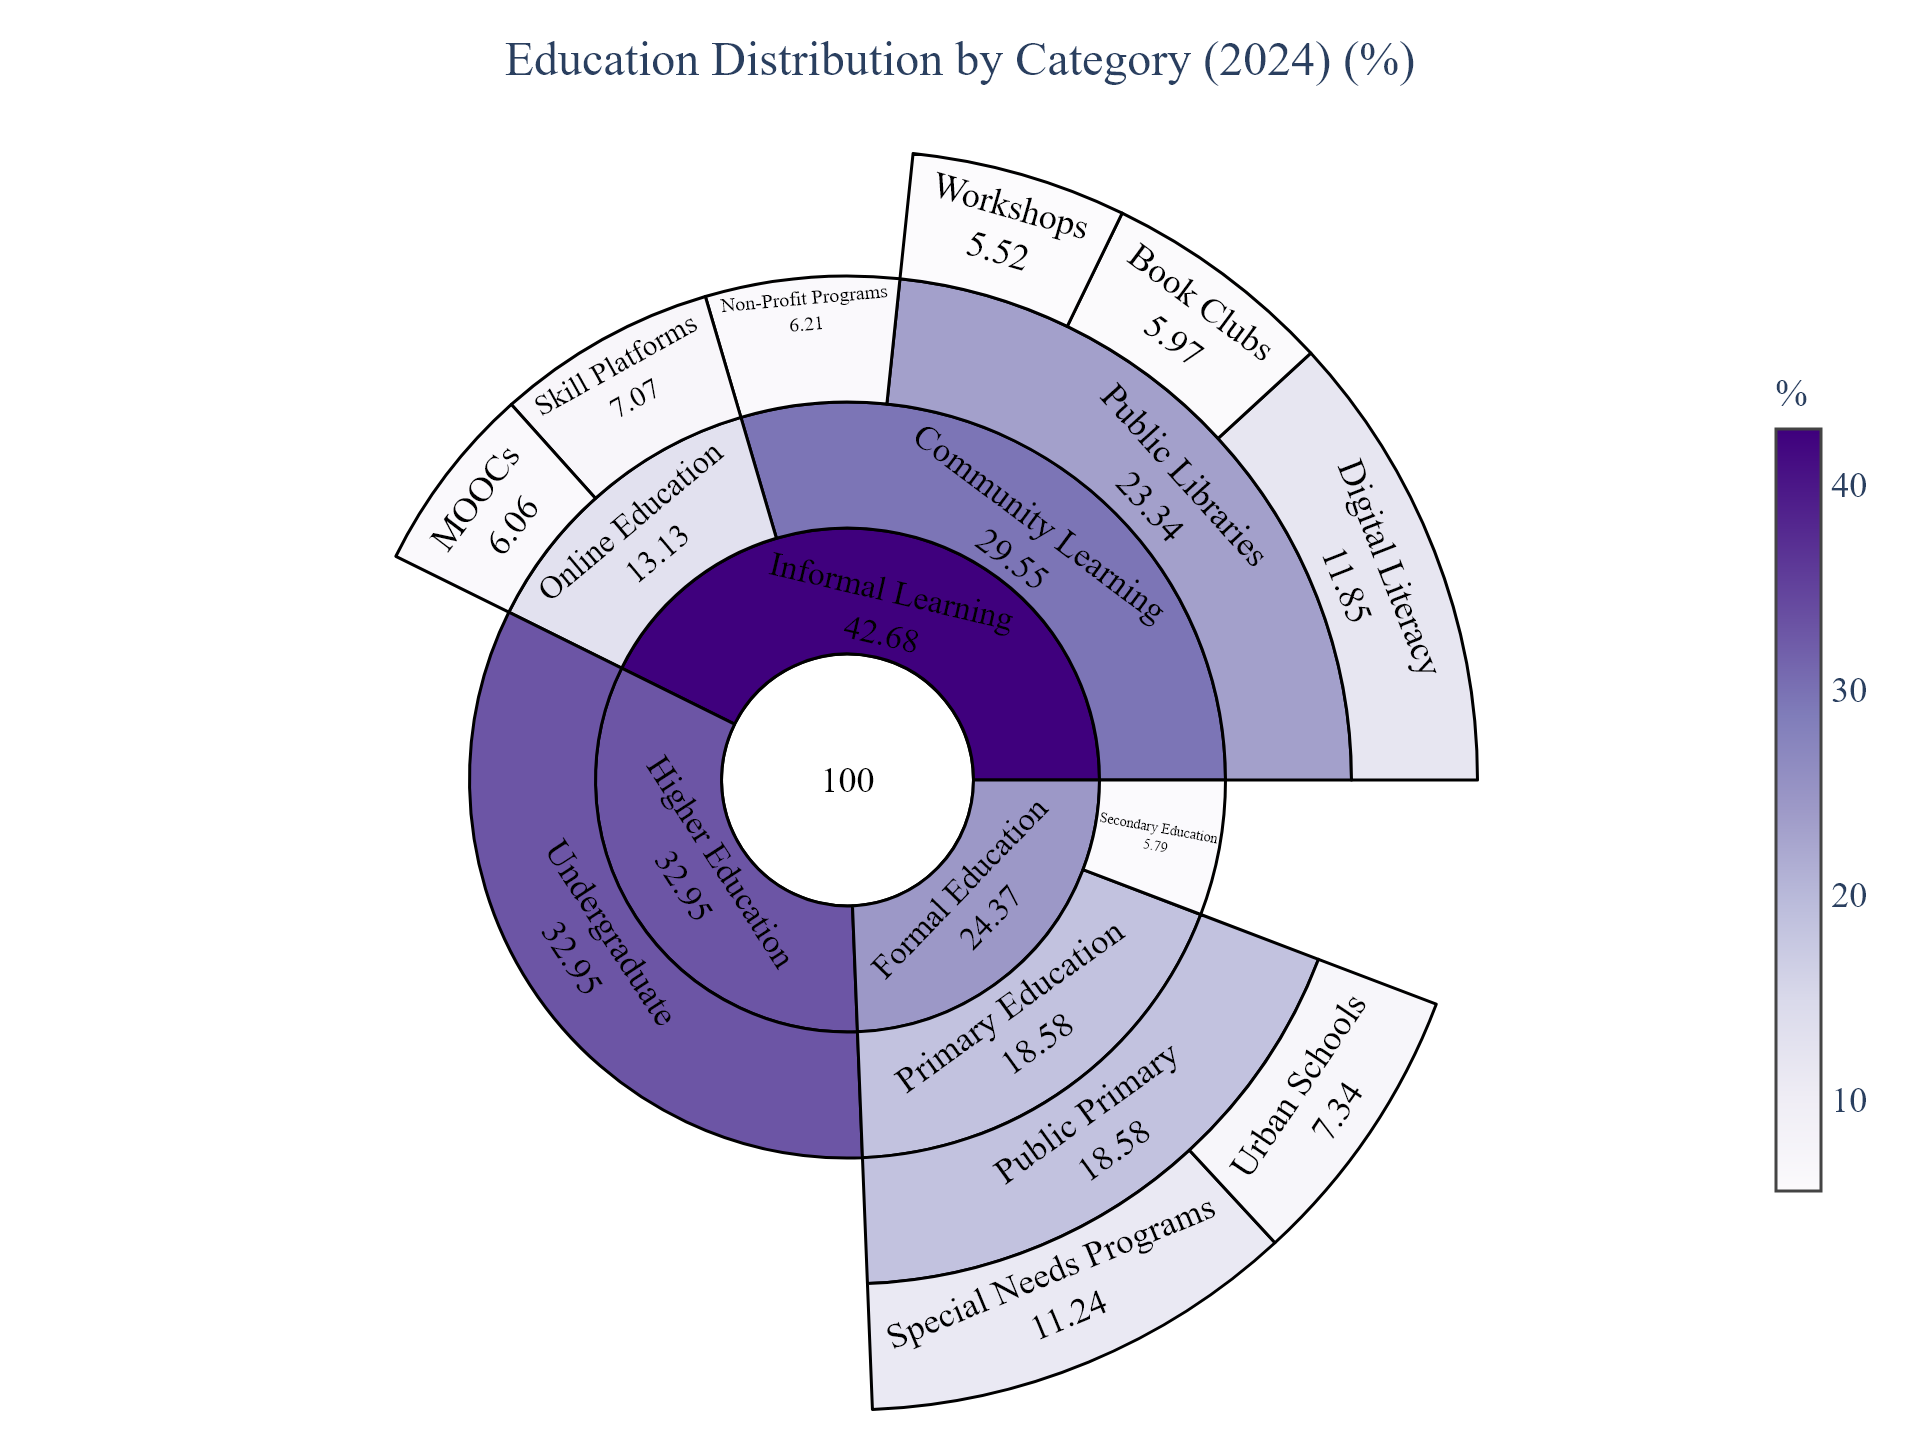 Education Distribution by Category (2024) (%)
Workshops
5.52
Book Clubs
5.97
Digital Literacy
11.85
Public Libraries
23.34
Non-Profit Programs
6.21
Community Learning
29.55
Skill Platforms
7.07
MOOCs
6.06
Online Education
13.13
Informal Learning
42.68
100
Higher Education
32.95
Undergraduate
32.95
Formal Education
24.37
Secondary Education
5.79
Primary Education
18.58
Public Primary
18.58
Urban Schools
7.34
Special Needs Programs
11.24
%
40
30
20
10